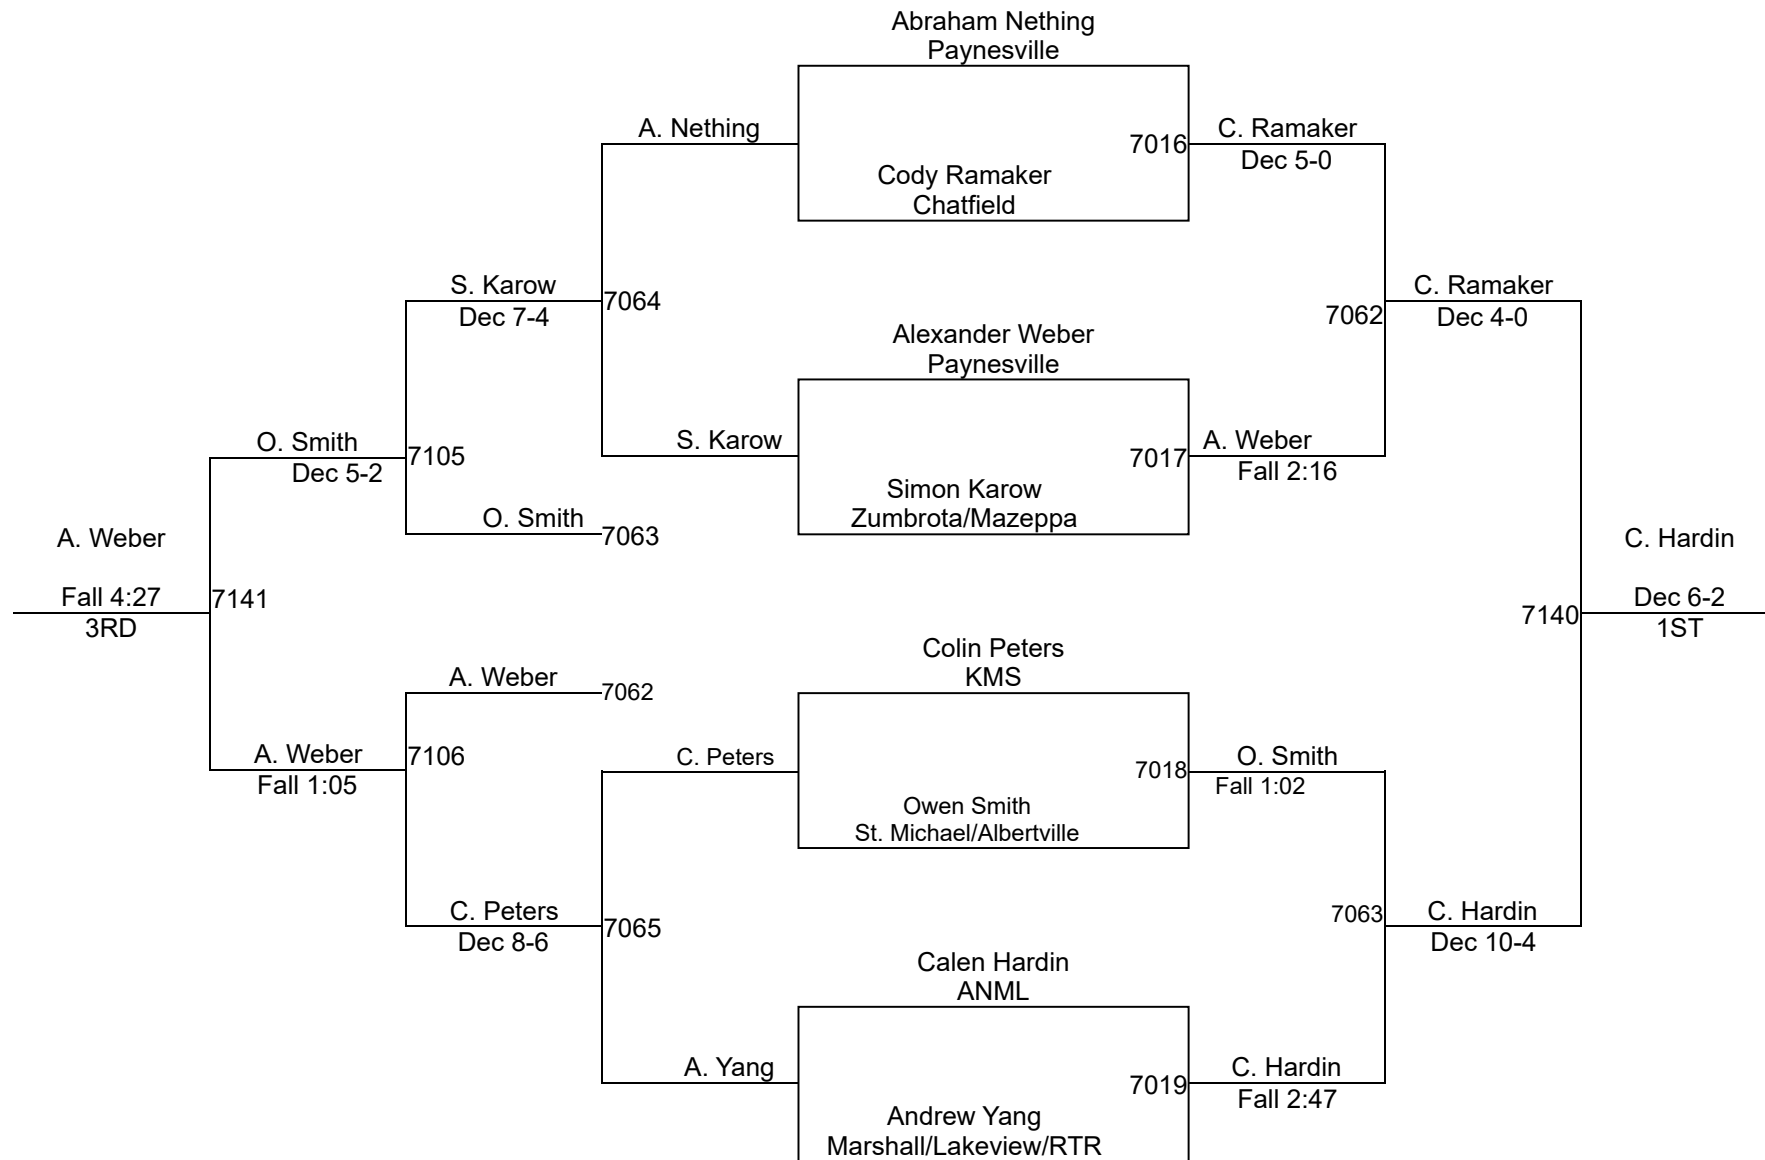 Abraham Nething
Paynesville
A. Nething
7016
C. Ramaker
Dec 5-0
Cody Ramaker
Chatfield
S. Karow
Dec 7-4
7064
7062
C. Ramaker
Dec 4-0
Alexander Weber
Paynesville
O. Smith
Dec 5-2
7105
S. Karow
7017
A. Weber
Fall 2:16
Simon Karow
Zumbrota/Mazeppa
O. Smith
7063
A. Weber
Fall 4:27
3RD
7141
C. Hardin
Dec 6-2
1ST
7140
Colin Peters
KMS
A. Weber
7062
A. Weber
Fall 1:05
7106
C. Peters
7018
O. Smith
Fall 1:02
Owen Smith
St. Michael/Albertville
C. Peters
Dec 8-6
7065
7063
C. Hardin
Dec 10-4
Calen Hardin
ANML
A. Yang
7019
C. Hardin
Fall 2:47
Andrew Yang
Marshall/Lakeview/RTR